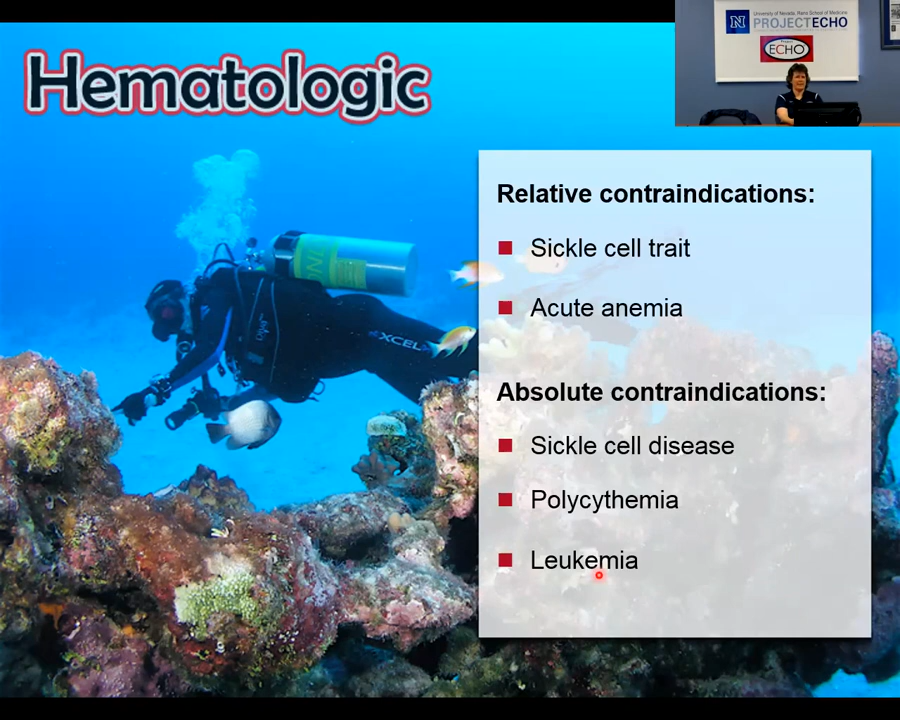 Hematologic
University of Nevada, Reno School of Medicine
PROJECT ECHO
N
ECHO
Relative contraindications:
Sickle cell trait
Acute anemia
EXCEL
Absolute contraindications:
Sickle cell disease
Polycythemia
Leukemia